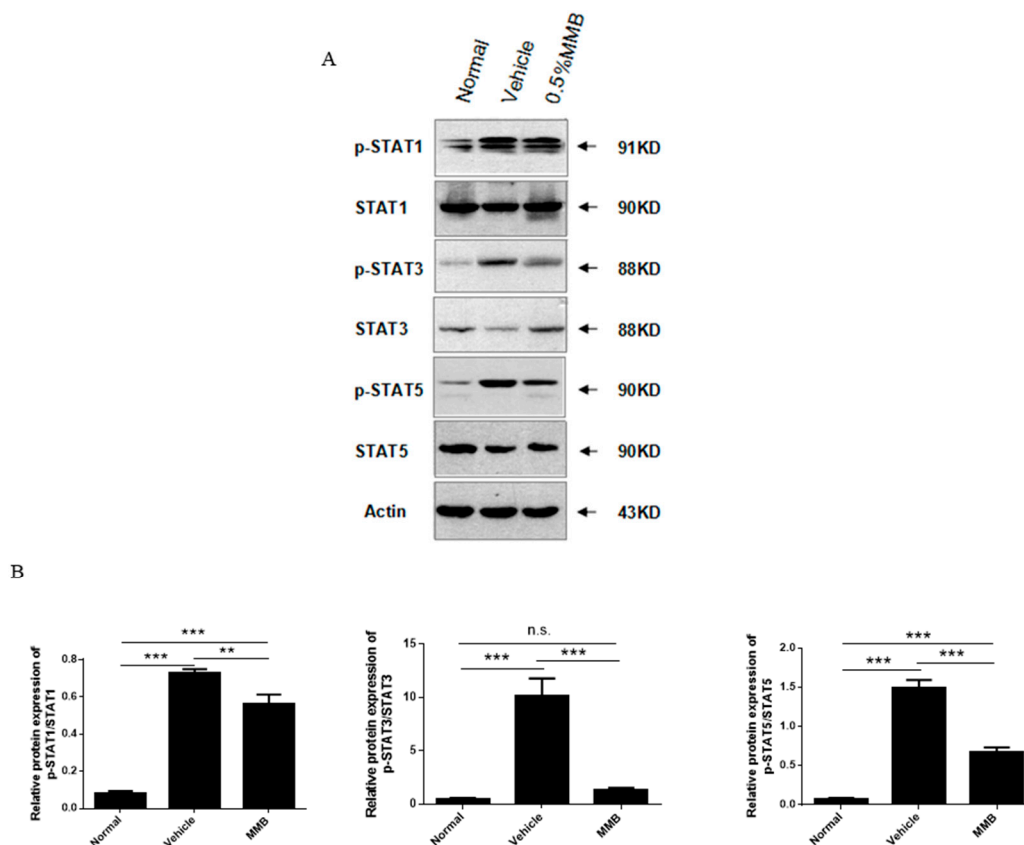 A
Normal
Vehicle
0.5%MMB
p-STAT1
91KD
STAT1
90KD
p-STAT3
88KD
STAT3
88KD
p-STAT5
90KD
STAT5
90KD
Actin
43KD
B
Relative protein expression of
p-STAT1/STAT1
0.8
0.6
0.4
0.2
0.0
***
***
**
Normal
Vehicle
MMB
Relative protein expression of
p-STAT3/STAT3
15
10
5
0
n.s.
***
***
Normal
Vehicle
MMB
Relative protein expression of
p-STAT5/STAT5
2.0
1.5
1.0
0.5
0.0
***
***
***
Normal
Vehicle
MMB